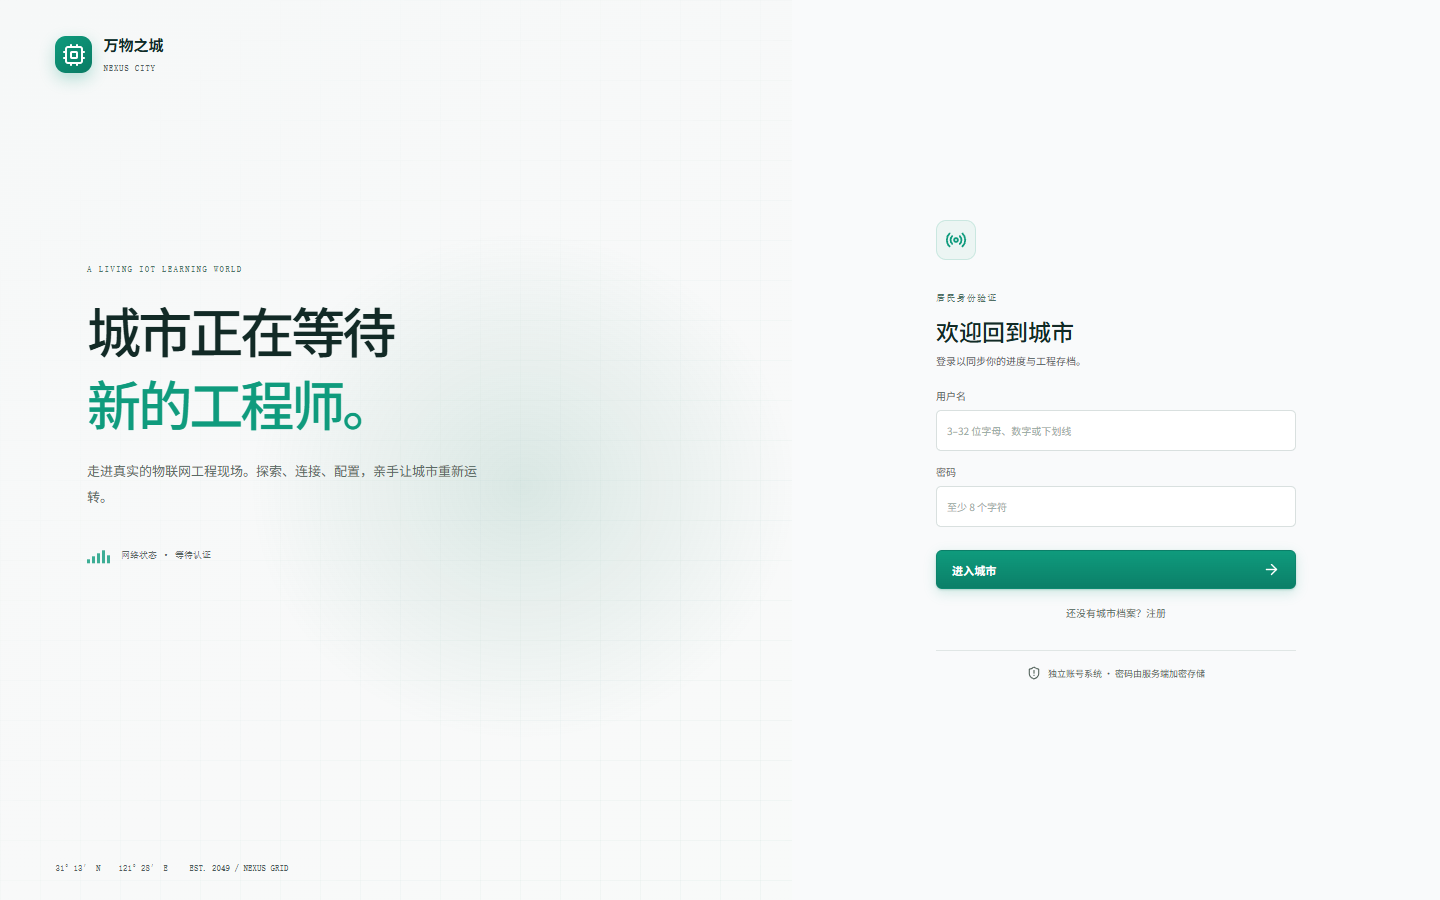 万物之城
NEXUS CITY
A LIVING IOT LEARNING WORLD
城市正在等待
新的工程师。
走进真实的物联网工程现场。探索、连接、配置，亲手让城市重新运
转。
网络状态 · 等待认证
31° 13′ N 121° 28′ E EST. 2049 / NEXUS GRID
居民身份验证
欢迎回到城市
登录以同步你的进度与工程存档。
用户名
3–32 位字母、数字或下划线
密码
至少 8 个字符
进入城市
还没有城市档案？注册
独立账号系统 · 密码由服务端加密存储